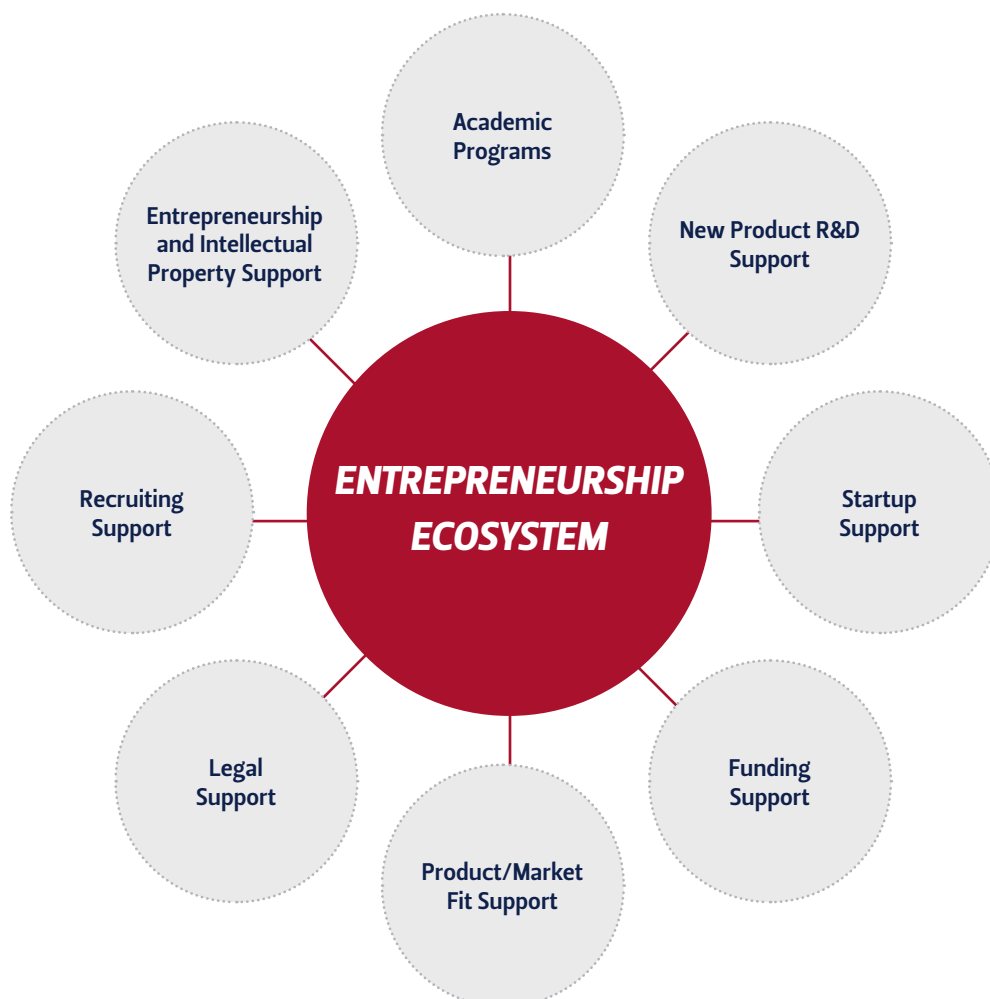 Academic
Programs
Entrepreneurship
and Intellectual
Property Support
New Product R&D
Support
ENTREPRENEURSHIP
ECOSYSTEM
Recruiting
Support
Startup
Support
Legal
Support
Funding
Support
Product/Market
Fit Support